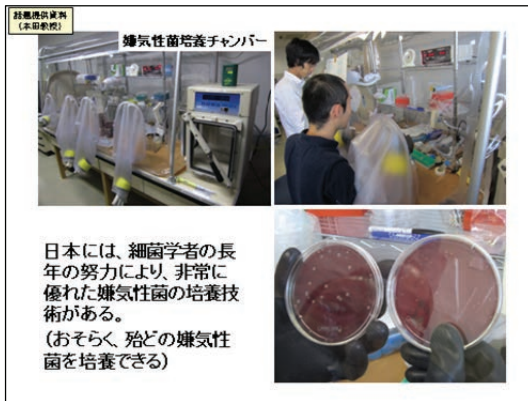 話題提供資料
(本田教授)
嫌気性菌培養チャンバー
日本には、細菌学者の長
年の努力により、非常に
優れた嫌気性菌の培養技
術がある。
(おそらく、殆どの嫌気性
菌を培養できる)